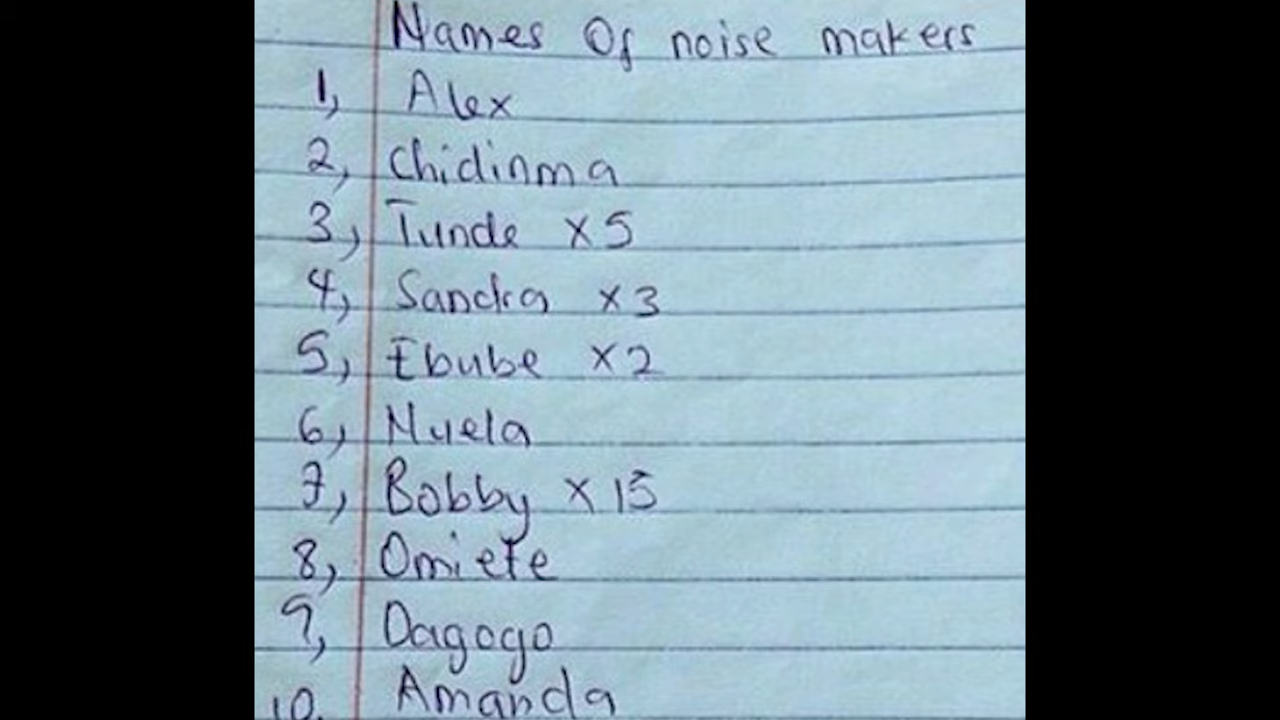 Names Of noise makers
1, Alex
2, Chidinma
3, Tunde x5
4, Sandra x3
5, Ebube x2
6, Nuela
7, Bobby x 15
8, Omiete
9, Dagogo
10. Amanda